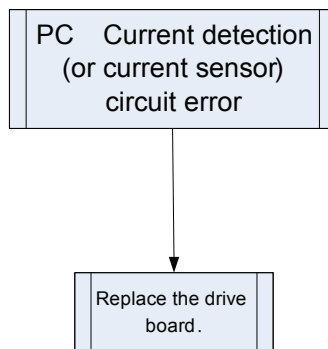 PC Current detection
(or current sensor)
circuit error
Replace the drive
board.